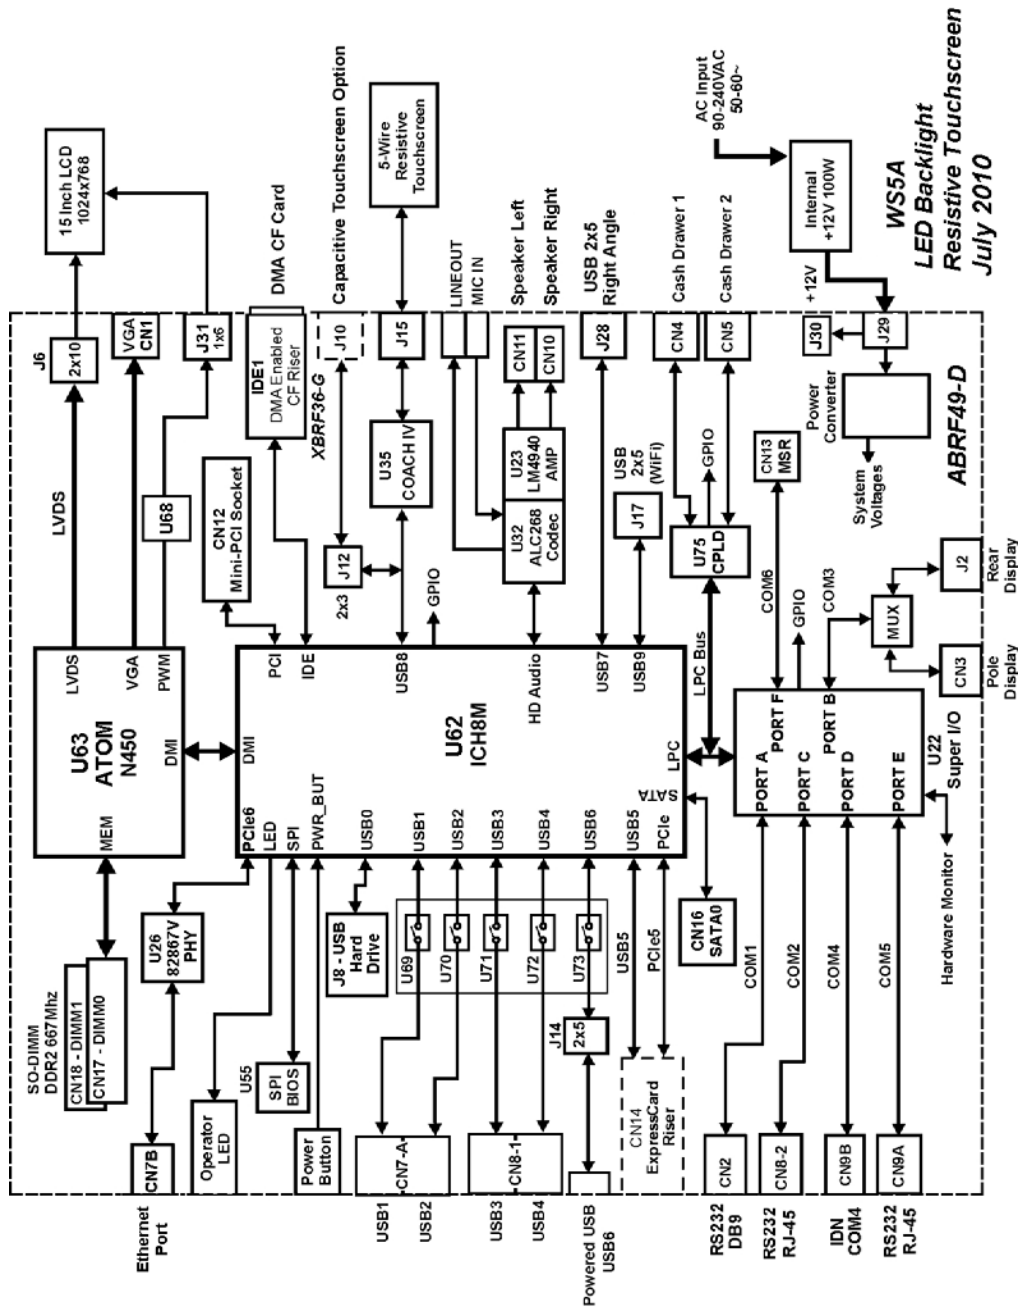 SO-DIMM
DDR2 667Mhz
CN18 - DIMM1
CN17 - DIMM0
MEM
U63
ATOM
N450
LVDS
VGA
PWM
DMI
LVDS
J6
2x10
15 Inch LCD
1024x768
VGA
CN1
U68
J31
1x6
CN12
Mini-PCI Socket
IDE1
DMA Enabled
CF Riser
DMA CF Card
XBRF36-G
Ethernet
Port
CN7B
U26
82867V
PHY
Operator
LED
U55
SPI
BIOS
Power
Button
PCIe6
LED
SPI
PWR_BUT
USB0
USB1
USB2
USB3
USB4
USB6
USB5
PCIe
DMI
U62
ICH8M
SATA
LPC
PCI
IDE
USB8
GPIO
HD Audio
USB7
USB9
J12
2x3
J10
Capacitive Touchscreen Option
U35
COACH IV
J15
5-Wire
Resistive
Touchscreen
LINEOUT
MIC IN
U32
ALC268
Codec
U23
LM4940
AMP
CN11
CN10
Speaker Left
Speaker Right
J28
USB 2x5
Right Angle
J17
USB
2x5
(WiFi)
J8 - USB
Hard
Drive
U69
U70
U71
U72
U73
J14
2x5
CN7-A
USB1
USB2
CN8-1
USB3
USB4
Powered USB
USB6
USB5
PCIe5
CN14
ExpressCard
Riser
CN16
SATA0
LPC Bus
U75
CPLD
GPIO
CN4
CN5
Cash Drawer 1
Cash Drawer 2
PORT A
PORT F
PORT C
PORT B
PORT D
PORT E
U22
Super I/O
COM6
CN13
MSR
GPIO
COM3
MUX
CN3
Pole
Display
J2
Rear
Display
COM1
COM2
COM4
COM5
Hardware Monitor
CN2
CN8-2
CN9B
CN9A
RS232
DB9
RS232
RJ-45
IDN
COM4
RS232
RJ-45
AC Input
90-240VAC
50-60~
Internal
+12V 100W
+12V
J30
J29
Power
Converter
System
Voltages
ABRF49-D
WS5A
LED Backlight
Resistive Touchscreen
July 2010